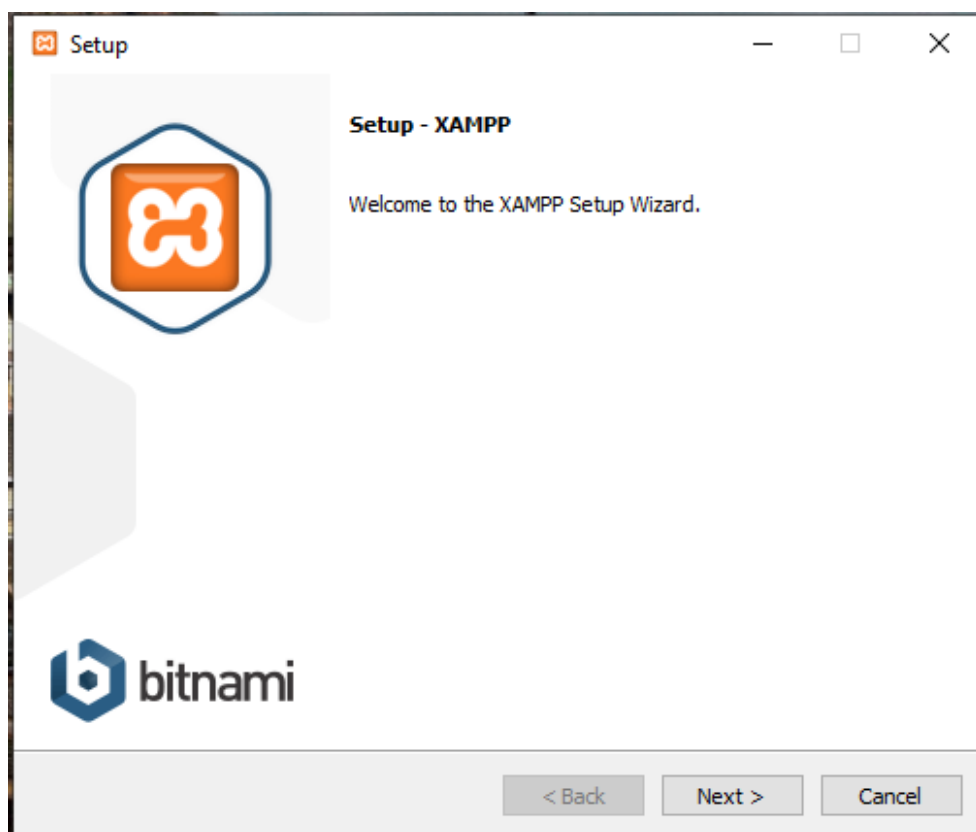 Setup
Setup - XAMPP
Welcome to the XAMPP Setup Wizard.
bitnami
< Back
Next >
Cancel